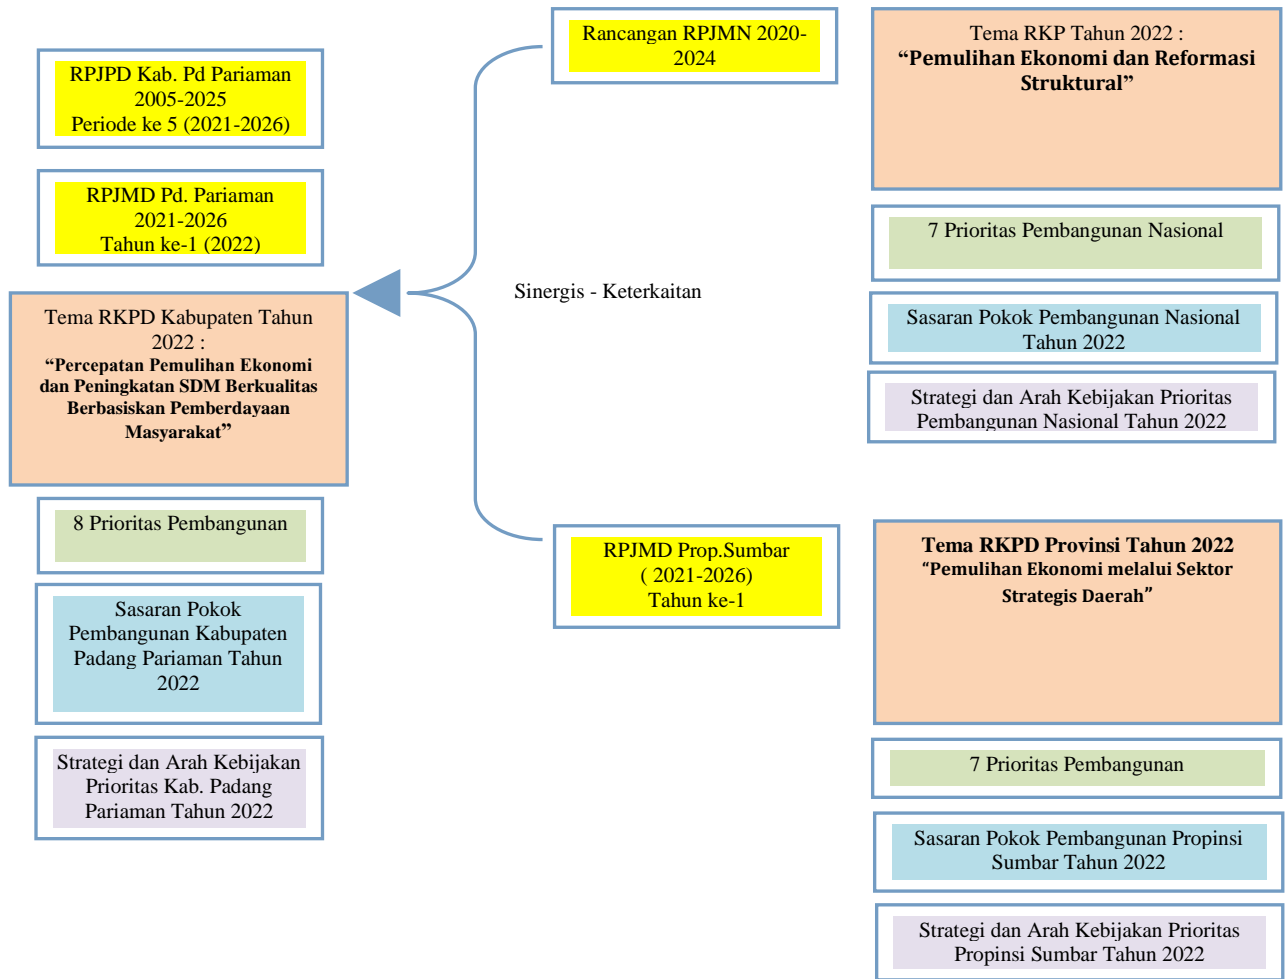 RPJPD Kab. Pd Pariaman
2005-2025
Periode ke 5 (2021-2026)
RPJMD Pd. Pariaman
2021-2026
Tahun ke-1 (2022)
Tema RKPD Kabupaten Tahun
2022 :
“Percepatan Pemulihan Ekonomi
dan Peningkatan SDM Berkualitas
Berbasiskan Pemberdayaan
Masyarakat”
8 Prioritas Pembangunan
Sasaran Pokok
Pembangunan Kabupaten
Padang Pariaman Tahun
2022
Strategi dan Arah Kebijakan
Prioritas Kab. Padang
Pariaman Tahun 2022
Rancangan RPJMN 2020-
2024
Sinergis - Keterkaitan
RPJMD Prop.Sumbar
( 2021-2026)
Tahun ke-1
Tema RKP Tahun 2022 :
“Pemulihan Ekonomi dan Reformasi
Struktural”
7 Prioritas Pembangunan Nasional
Sasaran Pokok Pembangunan Nasional
Tahun 2022
Strategi dan Arah Kebijakan Prioritas
Pembangunan Nasional Tahun 2022
Tema RKPD Provinsi Tahun 2022
“Pemulihan Ekonomi melalui Sektor
Strategis Daerah”
7 Prioritas Pembangunan
Sasaran Pokok Pembangunan Propinsi
Sumbar Tahun 2022
Strategi dan Arah Kebijakan Prioritas
Propinsi Sumbar Tahun 2022